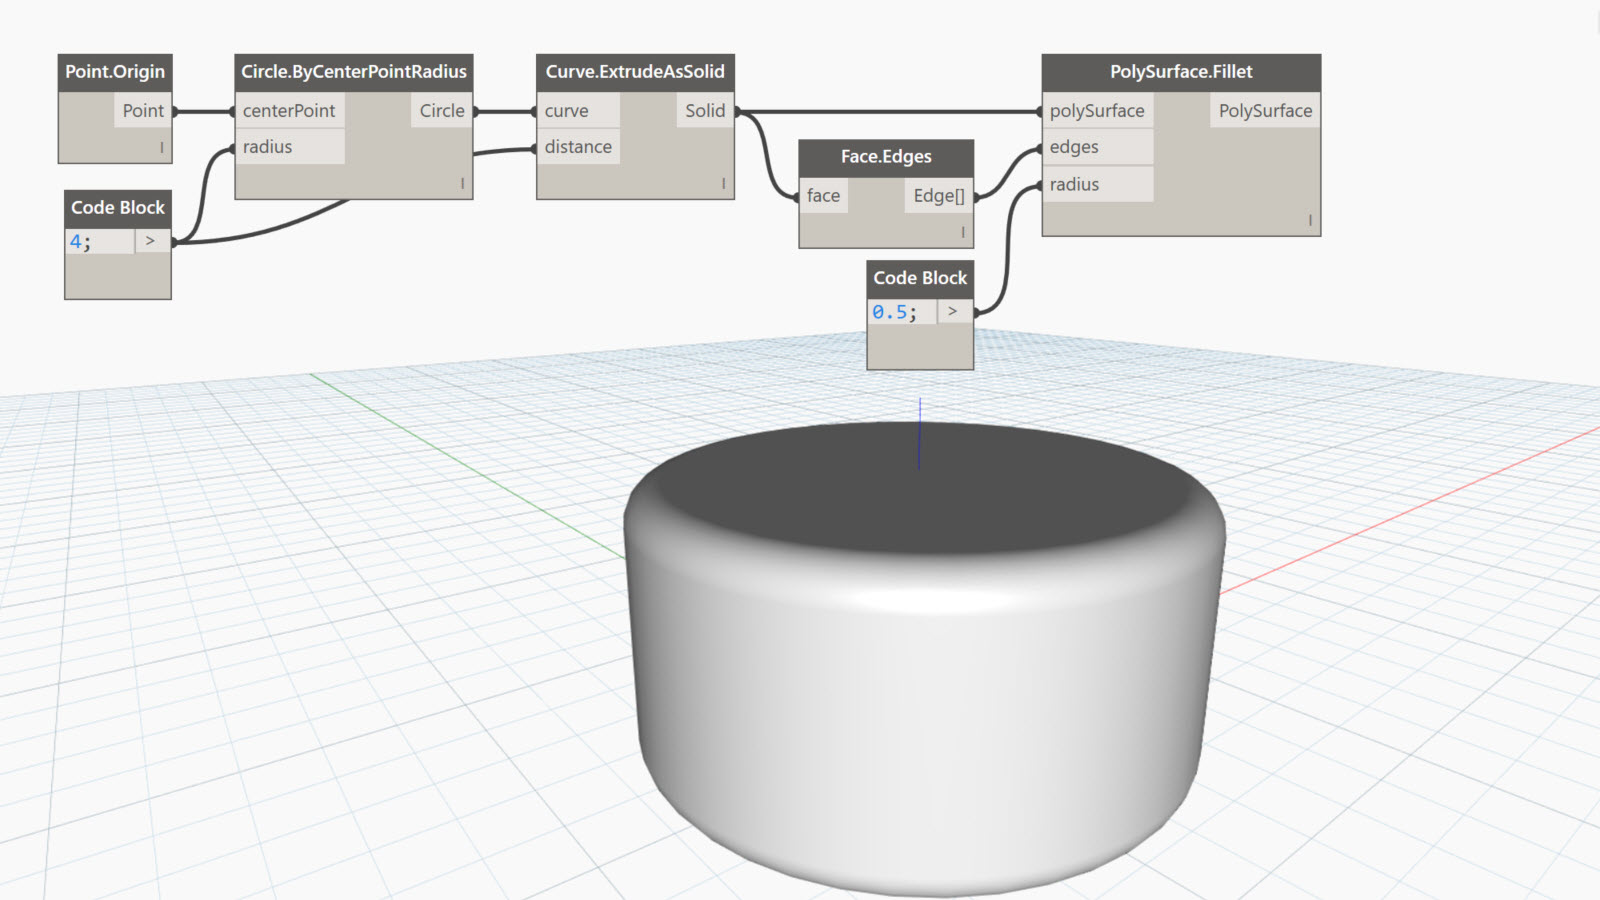 Point.Origin
Point
Code Block
4;
>
Circle.ByCenterPointRadius
centerPoint
Circle
radius
Curve.ExtrudeAsSolid
curve
Solid
distance
Face.Edges
face
Edge[]
Code Block
0.5;
>
PolySurface.Fillet
polySurface
PolySurface
edges
radius